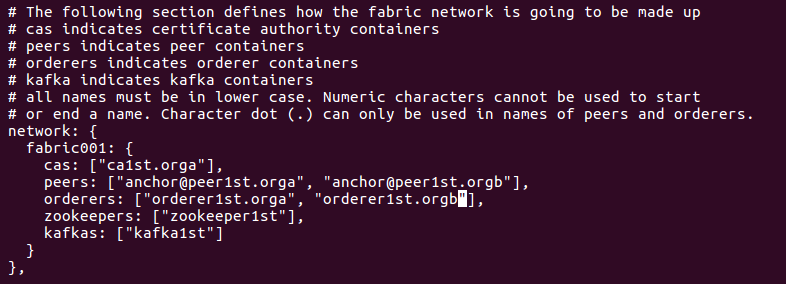 # The following section defines how the fabric network is going to be made up
# cas indicates certificate authority containers
# peers indicates peer containers
# orderers indicates orderer containers
# kafka indicates kafka containers
# all names must be in lower case. Numeric characters cannot be used to start
# or end a name. Character dot (.) can only be used in names of peers and orderers.
network: {
  fabric001: {
    cas: ["ca1st.orga"],
    peers: ["anchor@peer1st.orga", "anchor@peer1st.orgb"],
    orderers: ["orderer1st.orga", "orderer1st.orgb"],
    zookeepers: ["zookeeper1st"],
    kafkas: ["kafka1st"]
  }
},